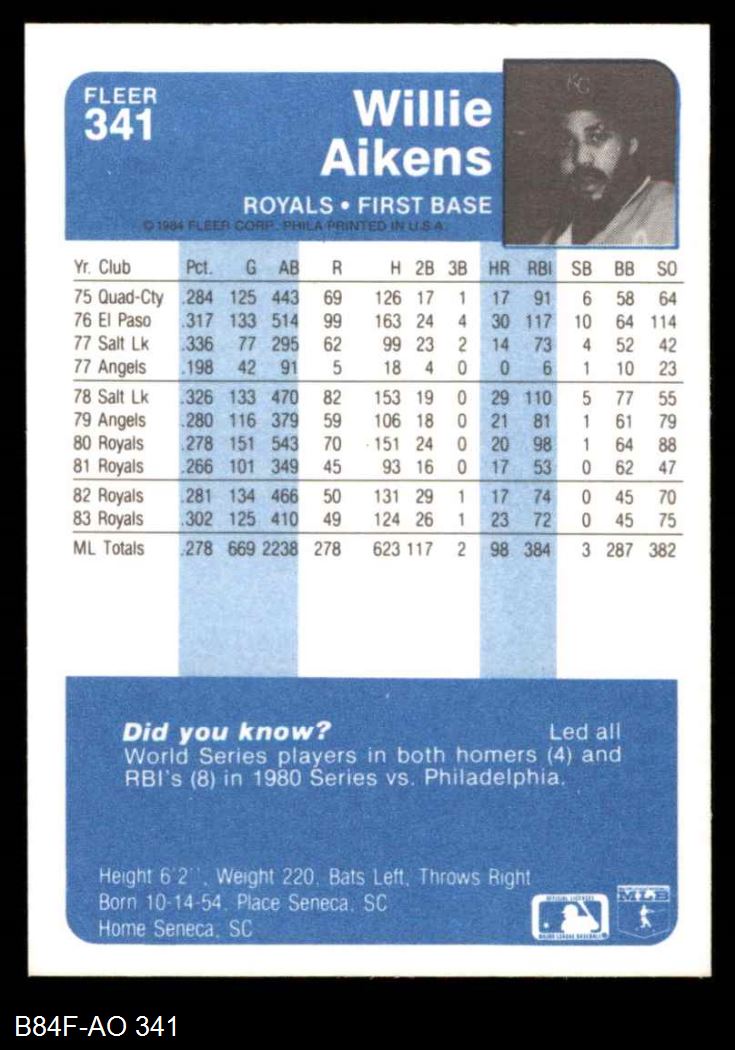 FLEER
341
Willie
Aikens
ROYALS • FIRST BASE
© 1984 FLEER CORP. PHILA PRINTED IN U.S.A.
KC
Yr. Club Pct. G AB R H 2B 3B HR RBI SB BB SO
75 Quad-Cty .284 125 443 69 126 17 1 17 91 6 58 64
76 El Paso .317 133 514 99 163 24 4 30 117 10 64 114
77 Salt Lk .336 77 295 62 99 23 2 14 73 4 52 42
77 Angels .198 42 91 5 18 4 0 0 6 1 10 23
78 Salt Lk .326 133 470 82 153 19 0 29 110 5 77 55
79 Angels .280 116 379 59 106 18 0 21 81 1 61 79
80 Royals .278 151 543 70 151 24 0 20 98 1 64 88
81 Royals .266 101 349 45 93 16 0 17 53 0 62 47
82 Royals .281 134 466 50 131 29 1 17 74 0 45 70
83 Royals .302 125 410 49 124 26 1 23 72 0 45 75
ML Totals .278 669 2238 278 623 117 2 98 384 3 287 382
Did you know? Led all
World Series players in both homers (4) and
RBI's (8) in 1980 Series vs. Philadelphia.
Height 6'2'', Weight 220, Bats Left, Throws Right
Born 10-14-54, Place Seneca, SC
Home Seneca, SC
MAJOR LEAGUE BASEBALL
MLB
B84F-AO 341